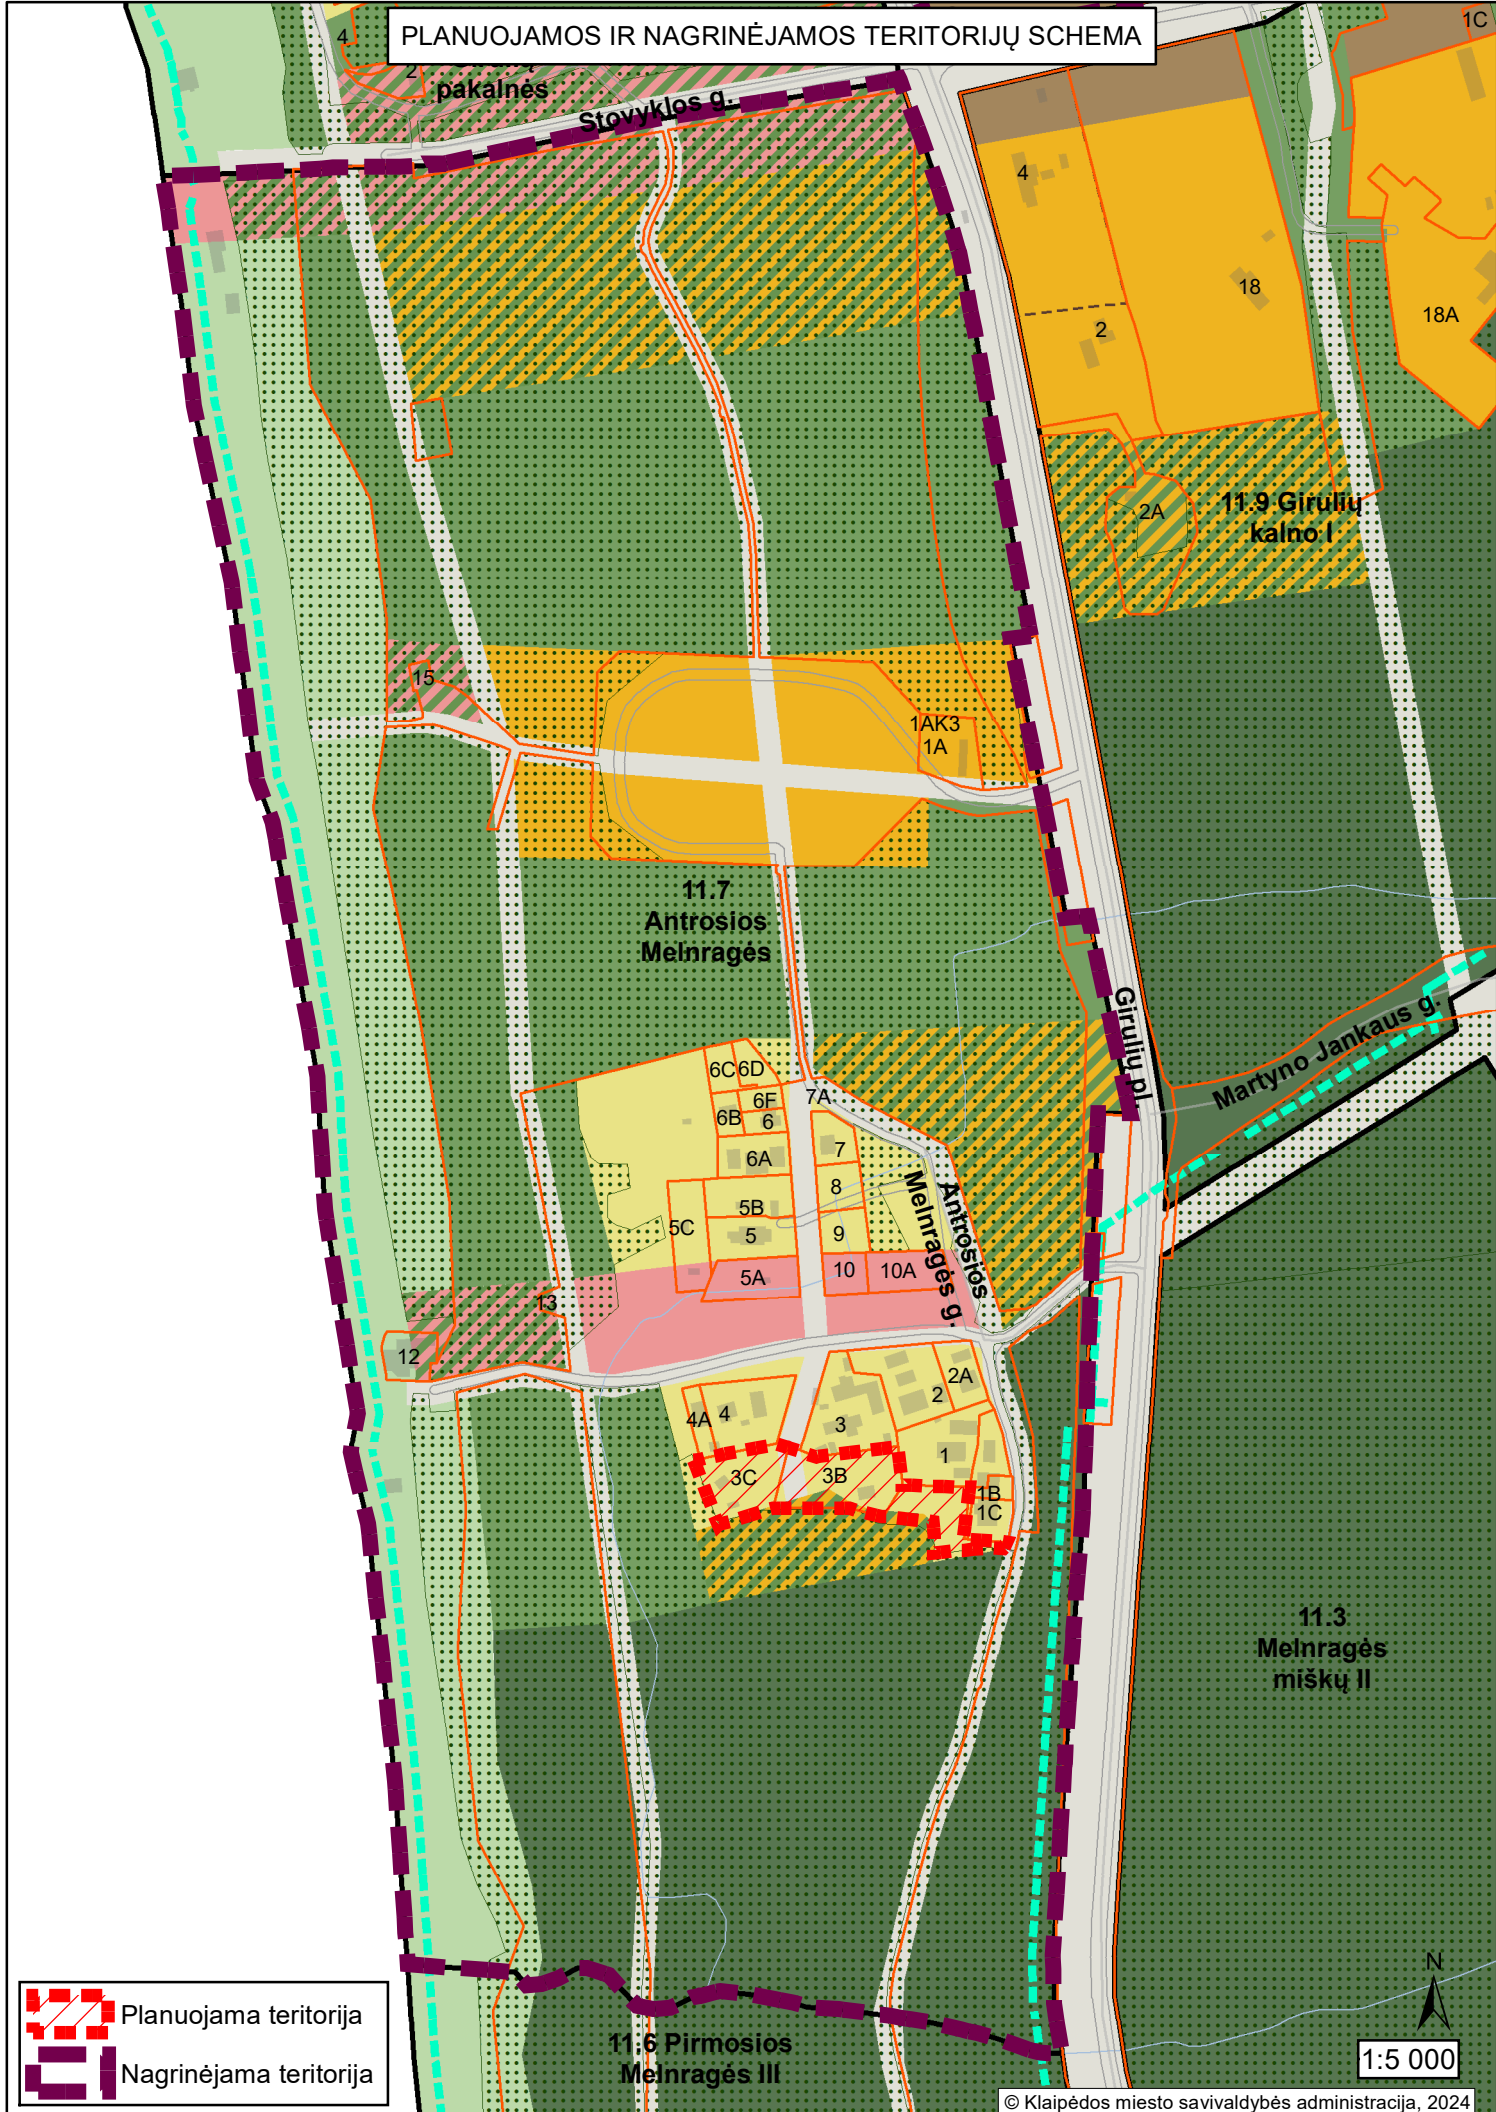 PLANUOJAMOS IR NAGRINĖJAMOS TERITORIJŲ SCHEMA
1C
4
2
pakalnės
Stovyklos g.
4
18
2
18A
2A
11.9 Girulių
kalno I
15
1AK3
1A
11.7
Antrosios
Melnragės
Girulių pl.
Martyno Jankaus g.
6C
6D
6F
7A
6B
6
7
6A
8
5B
5C
5
9
Antrosios
Melnragės g.
5A
10
10A
13
12
2A
2
4A
4
3
1
3C
3B
1B
1C
11.3
Melnragės
miškų II
11.6 Pirmosios
Melnragės III
Planuojama teritorija
Nagrinėjama teritorija
N
1:5 000
© Klaipėdos miesto savivaldybės administracija, 2024